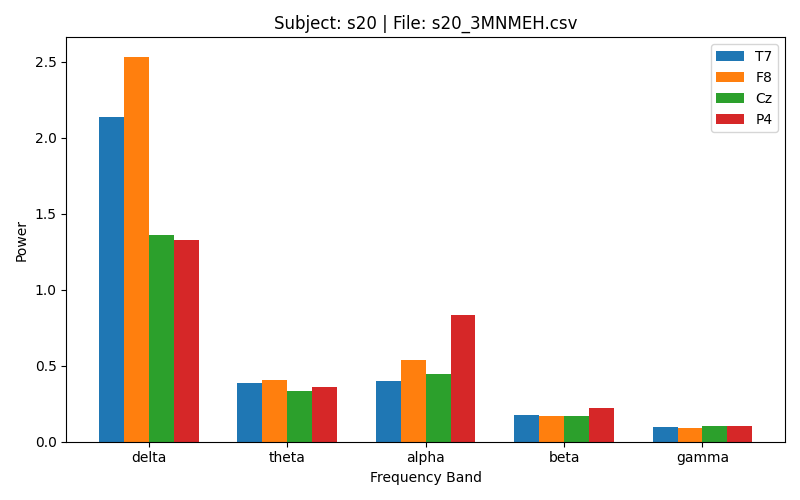 Subject: s20 | File: s20_3MNMEH.csv
T7
F8
Cz
P4
Power
2.5
2.0
1.5
1.0
0.5
0.0
delta theta alpha beta gamma
Frequency Band